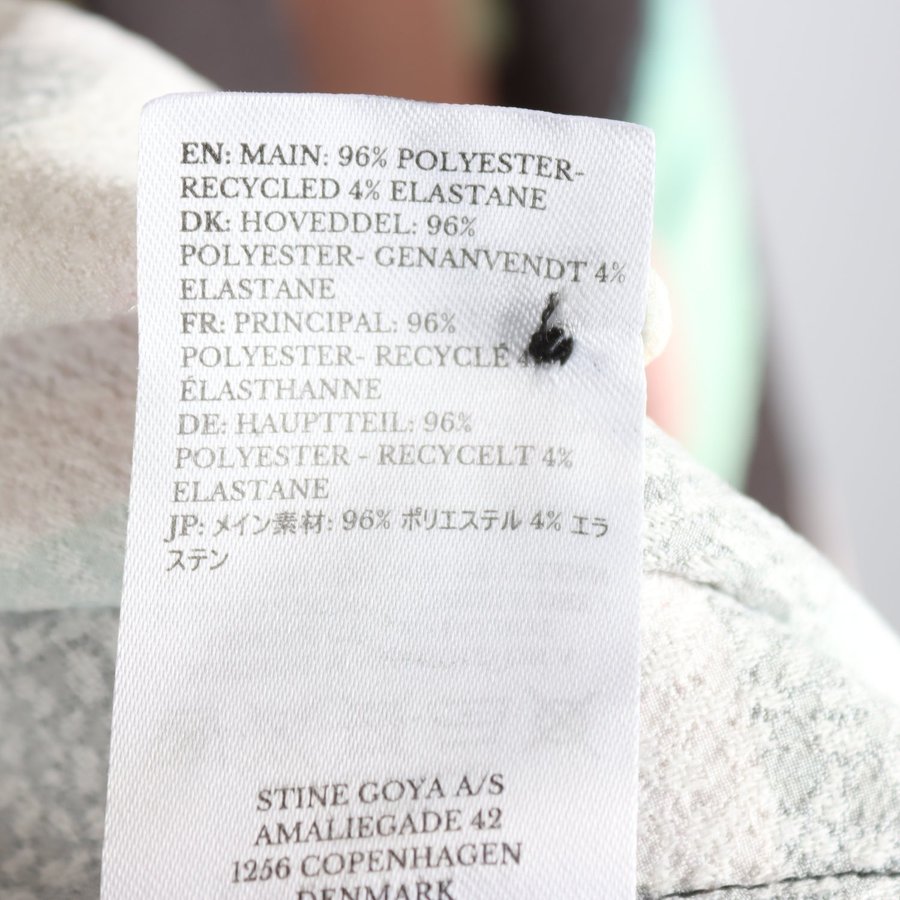 EN: MAIN: 96% POLYESTER-
RECYCLED 4% ELASTANE
DK: HOVEDDEL: 96%
POLYESTER- GENANVENDT 4%
ELASTANE
FR: PRINCIPAL: 96%
POLYESTER- RECYCLÉ
ÉLASTHANNE
DE: HAUPTTEIL: 96%
POLYESTER - RECYCELT 4%
ELASTANE
JP: メイン素材: 96% ポリエステル 4% エラ
ステン
STINE GOYA A/S
AMALIEGADE 42
1256 COPENHAGEN
DENMARK